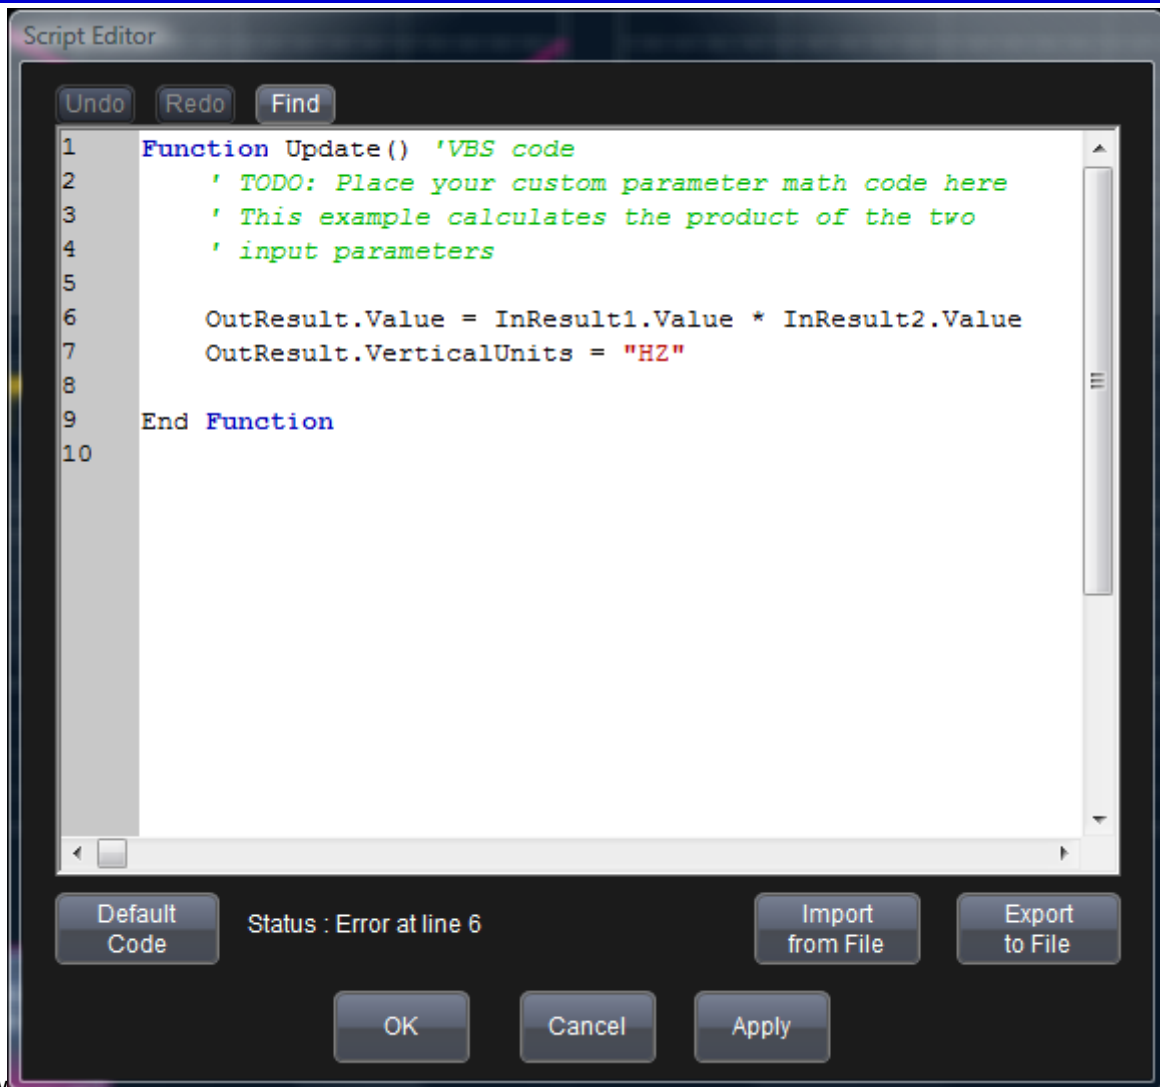 Script Editor
Undo Redo Find
1 Function Update() 'VBS code
2 ' TODO: Place your custom parameter math code here
3 ' This example calculates the product of the two
4 ' input parameters
5
6 OutResult.Value = InResult1.Value * InResult2.Value
7 OutResult.VerticalUnits = "HZ"
8
9 End Function
10
Default Code
Status : Error at line 6
Import from File
Export to File
OK Cancel Apply